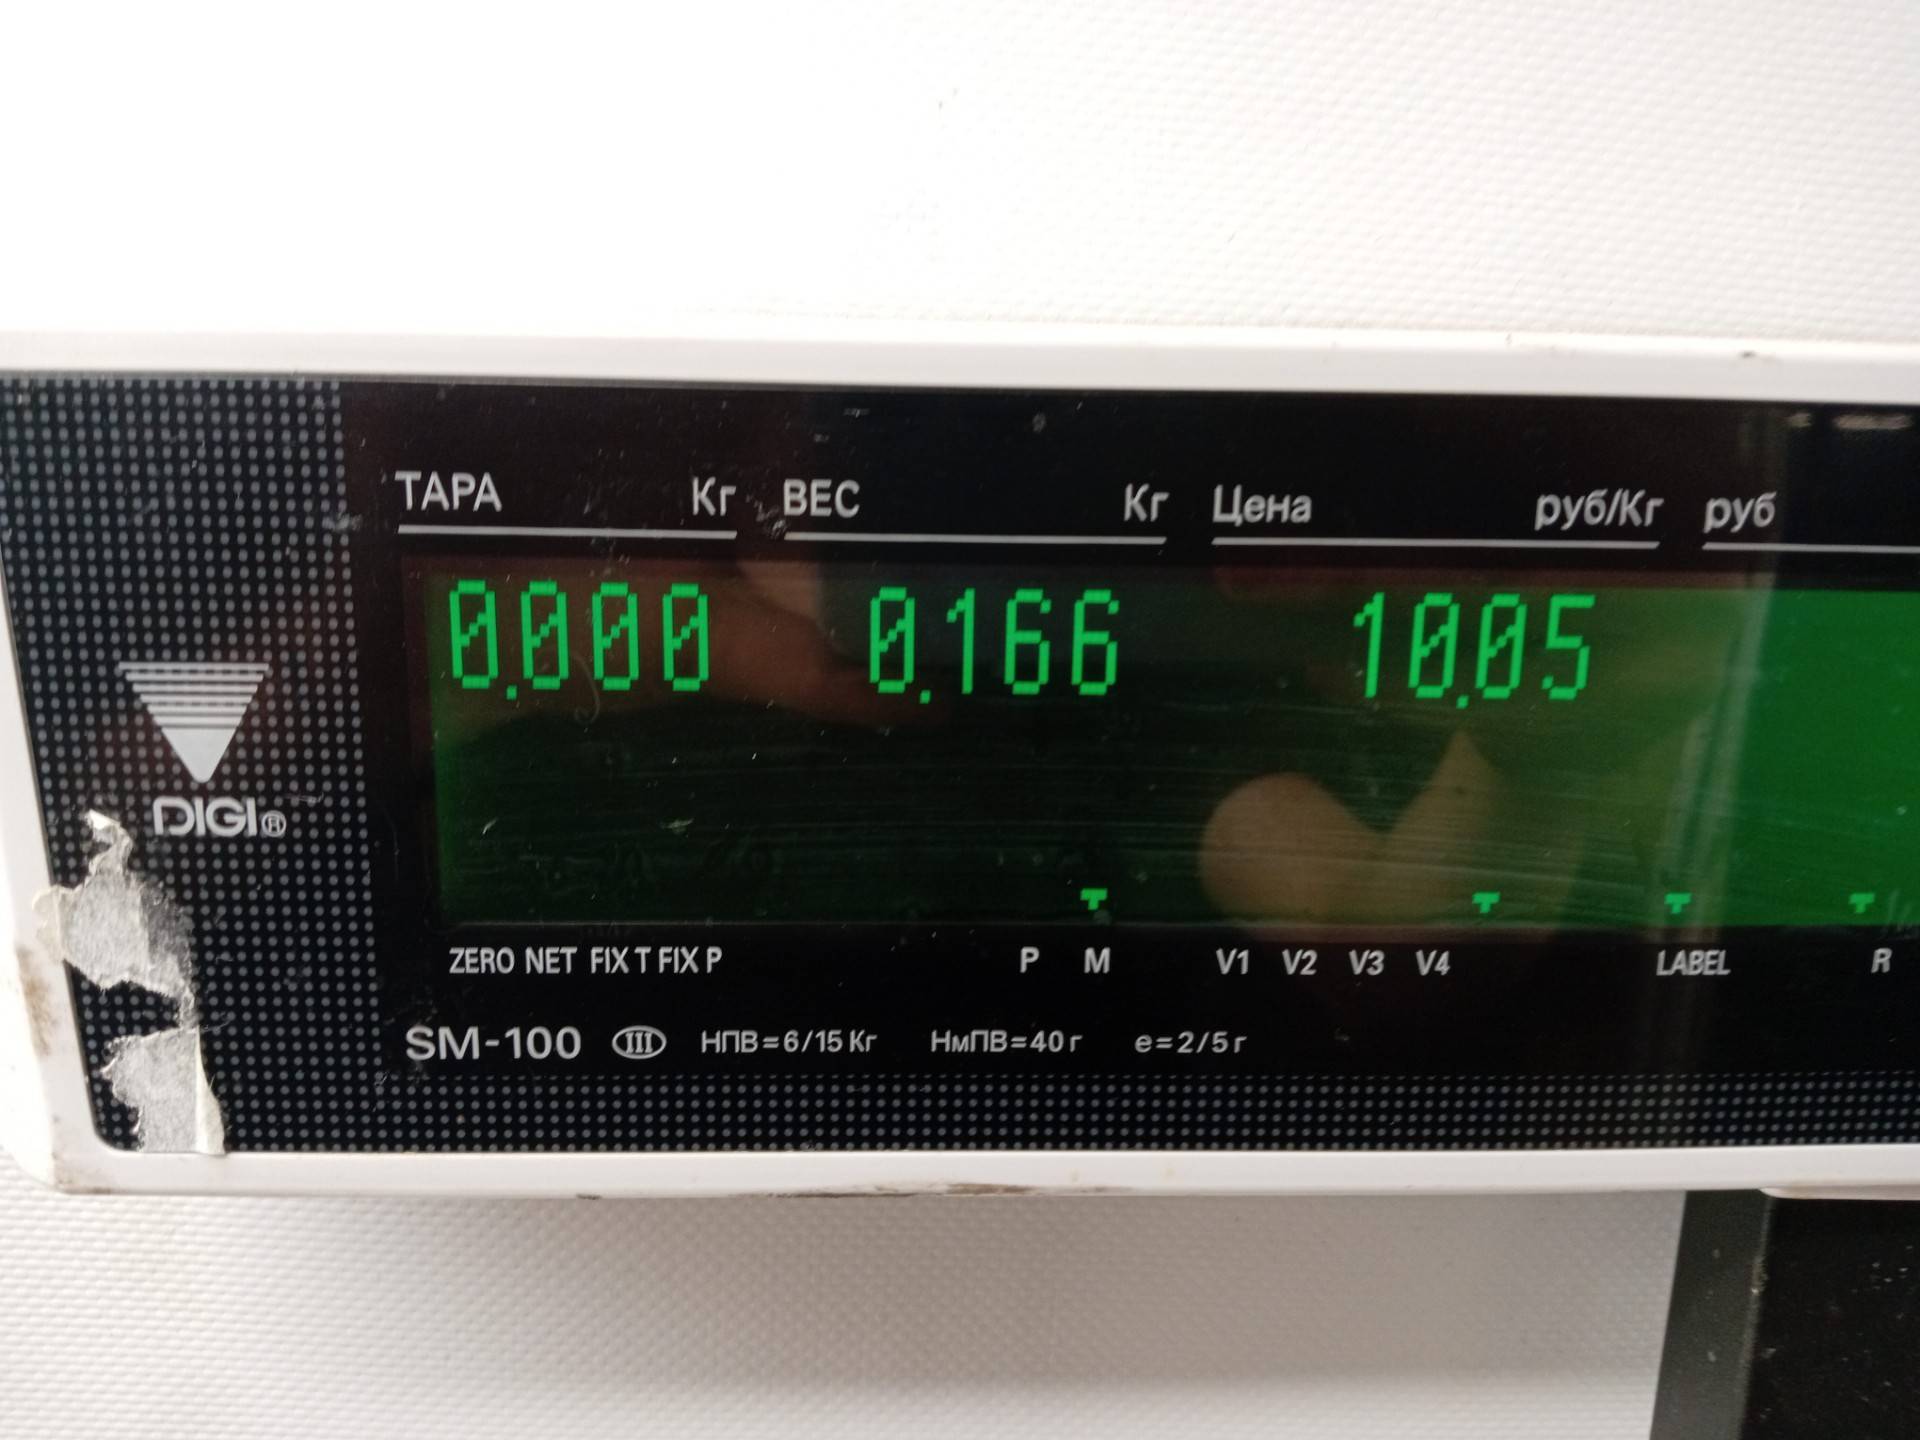 ТАРА Кг ВЕС Кг Цена руб/Кг руб
0.000 0.166 10.05
DIGI®
ZERO NET FIX T FIX P P M V1 V2 V3 V4 LABEL R
SM-100 III НПВ=6/15 Кг НмПВ=40 г e=2/5 г